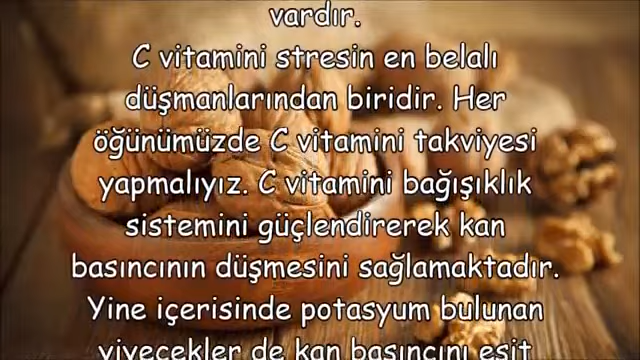 vardır.
C vitamini stresin en belalı
düşmanlarından biridir. Her
öğünümüzde C vitamini takviyesi
yapmalıyız. C vitamini bağışıklık
sistemini güçlendirerek kan
basıncının düşmesini sağlamaktadır.
Yine içerisinde potasyum bulunan
yiyecekler de kan basıncını eşit